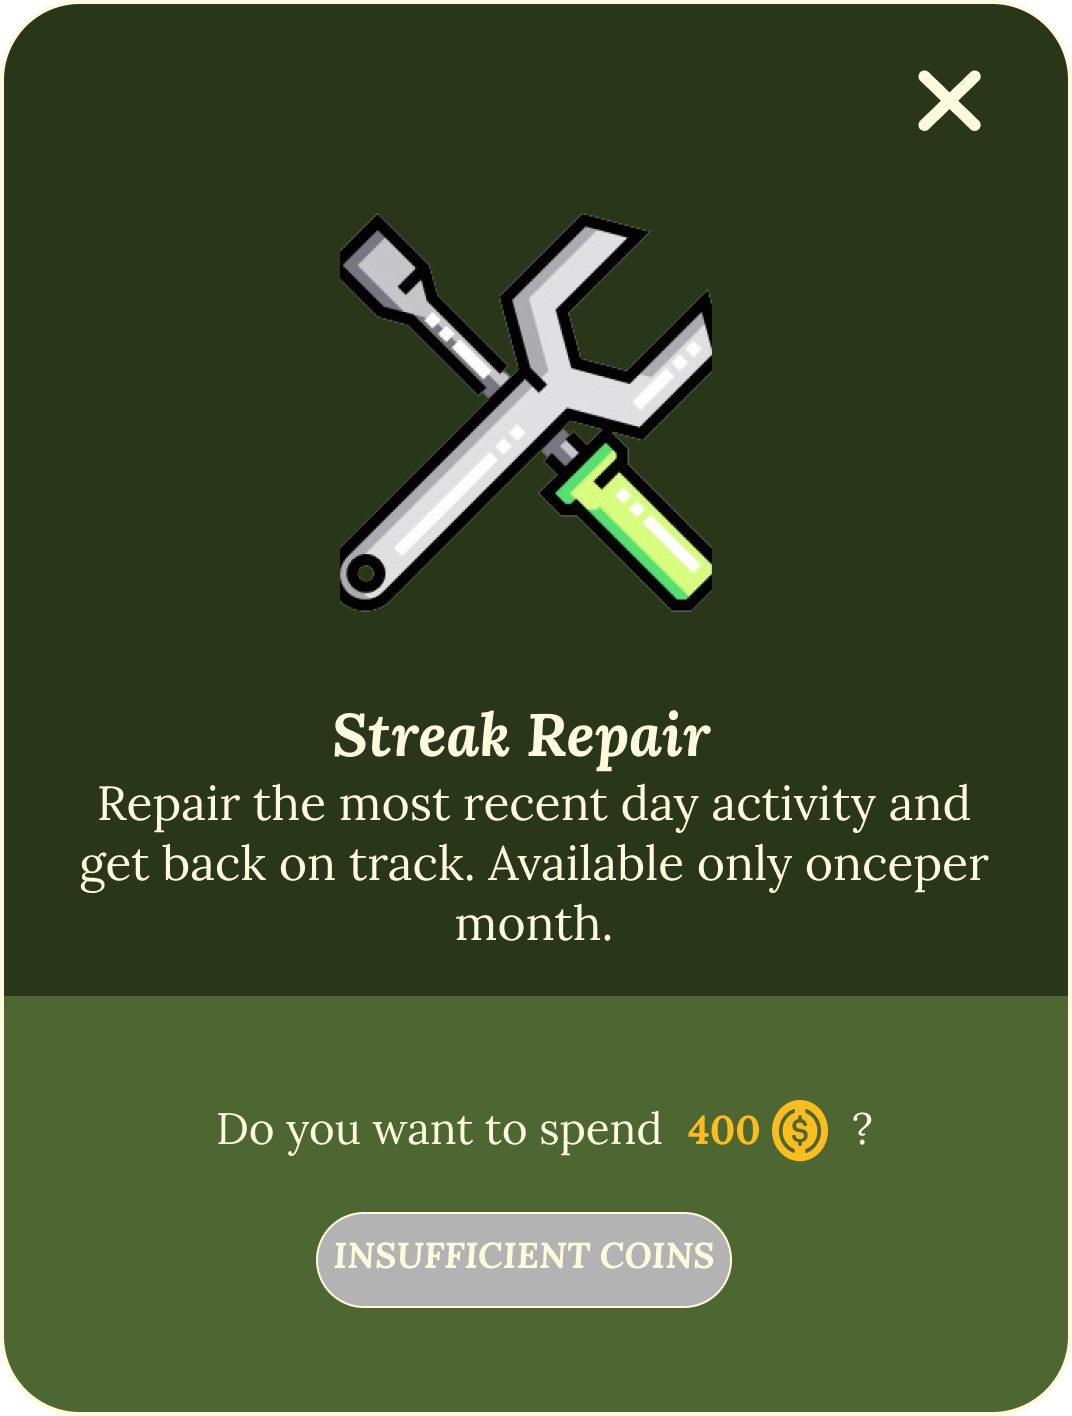 Streak Repair
Repair the most recent day activity and
get back on track. Available only onceper
month.
Do you want to spend 400 $ ?
INSUFFICIENT COINS